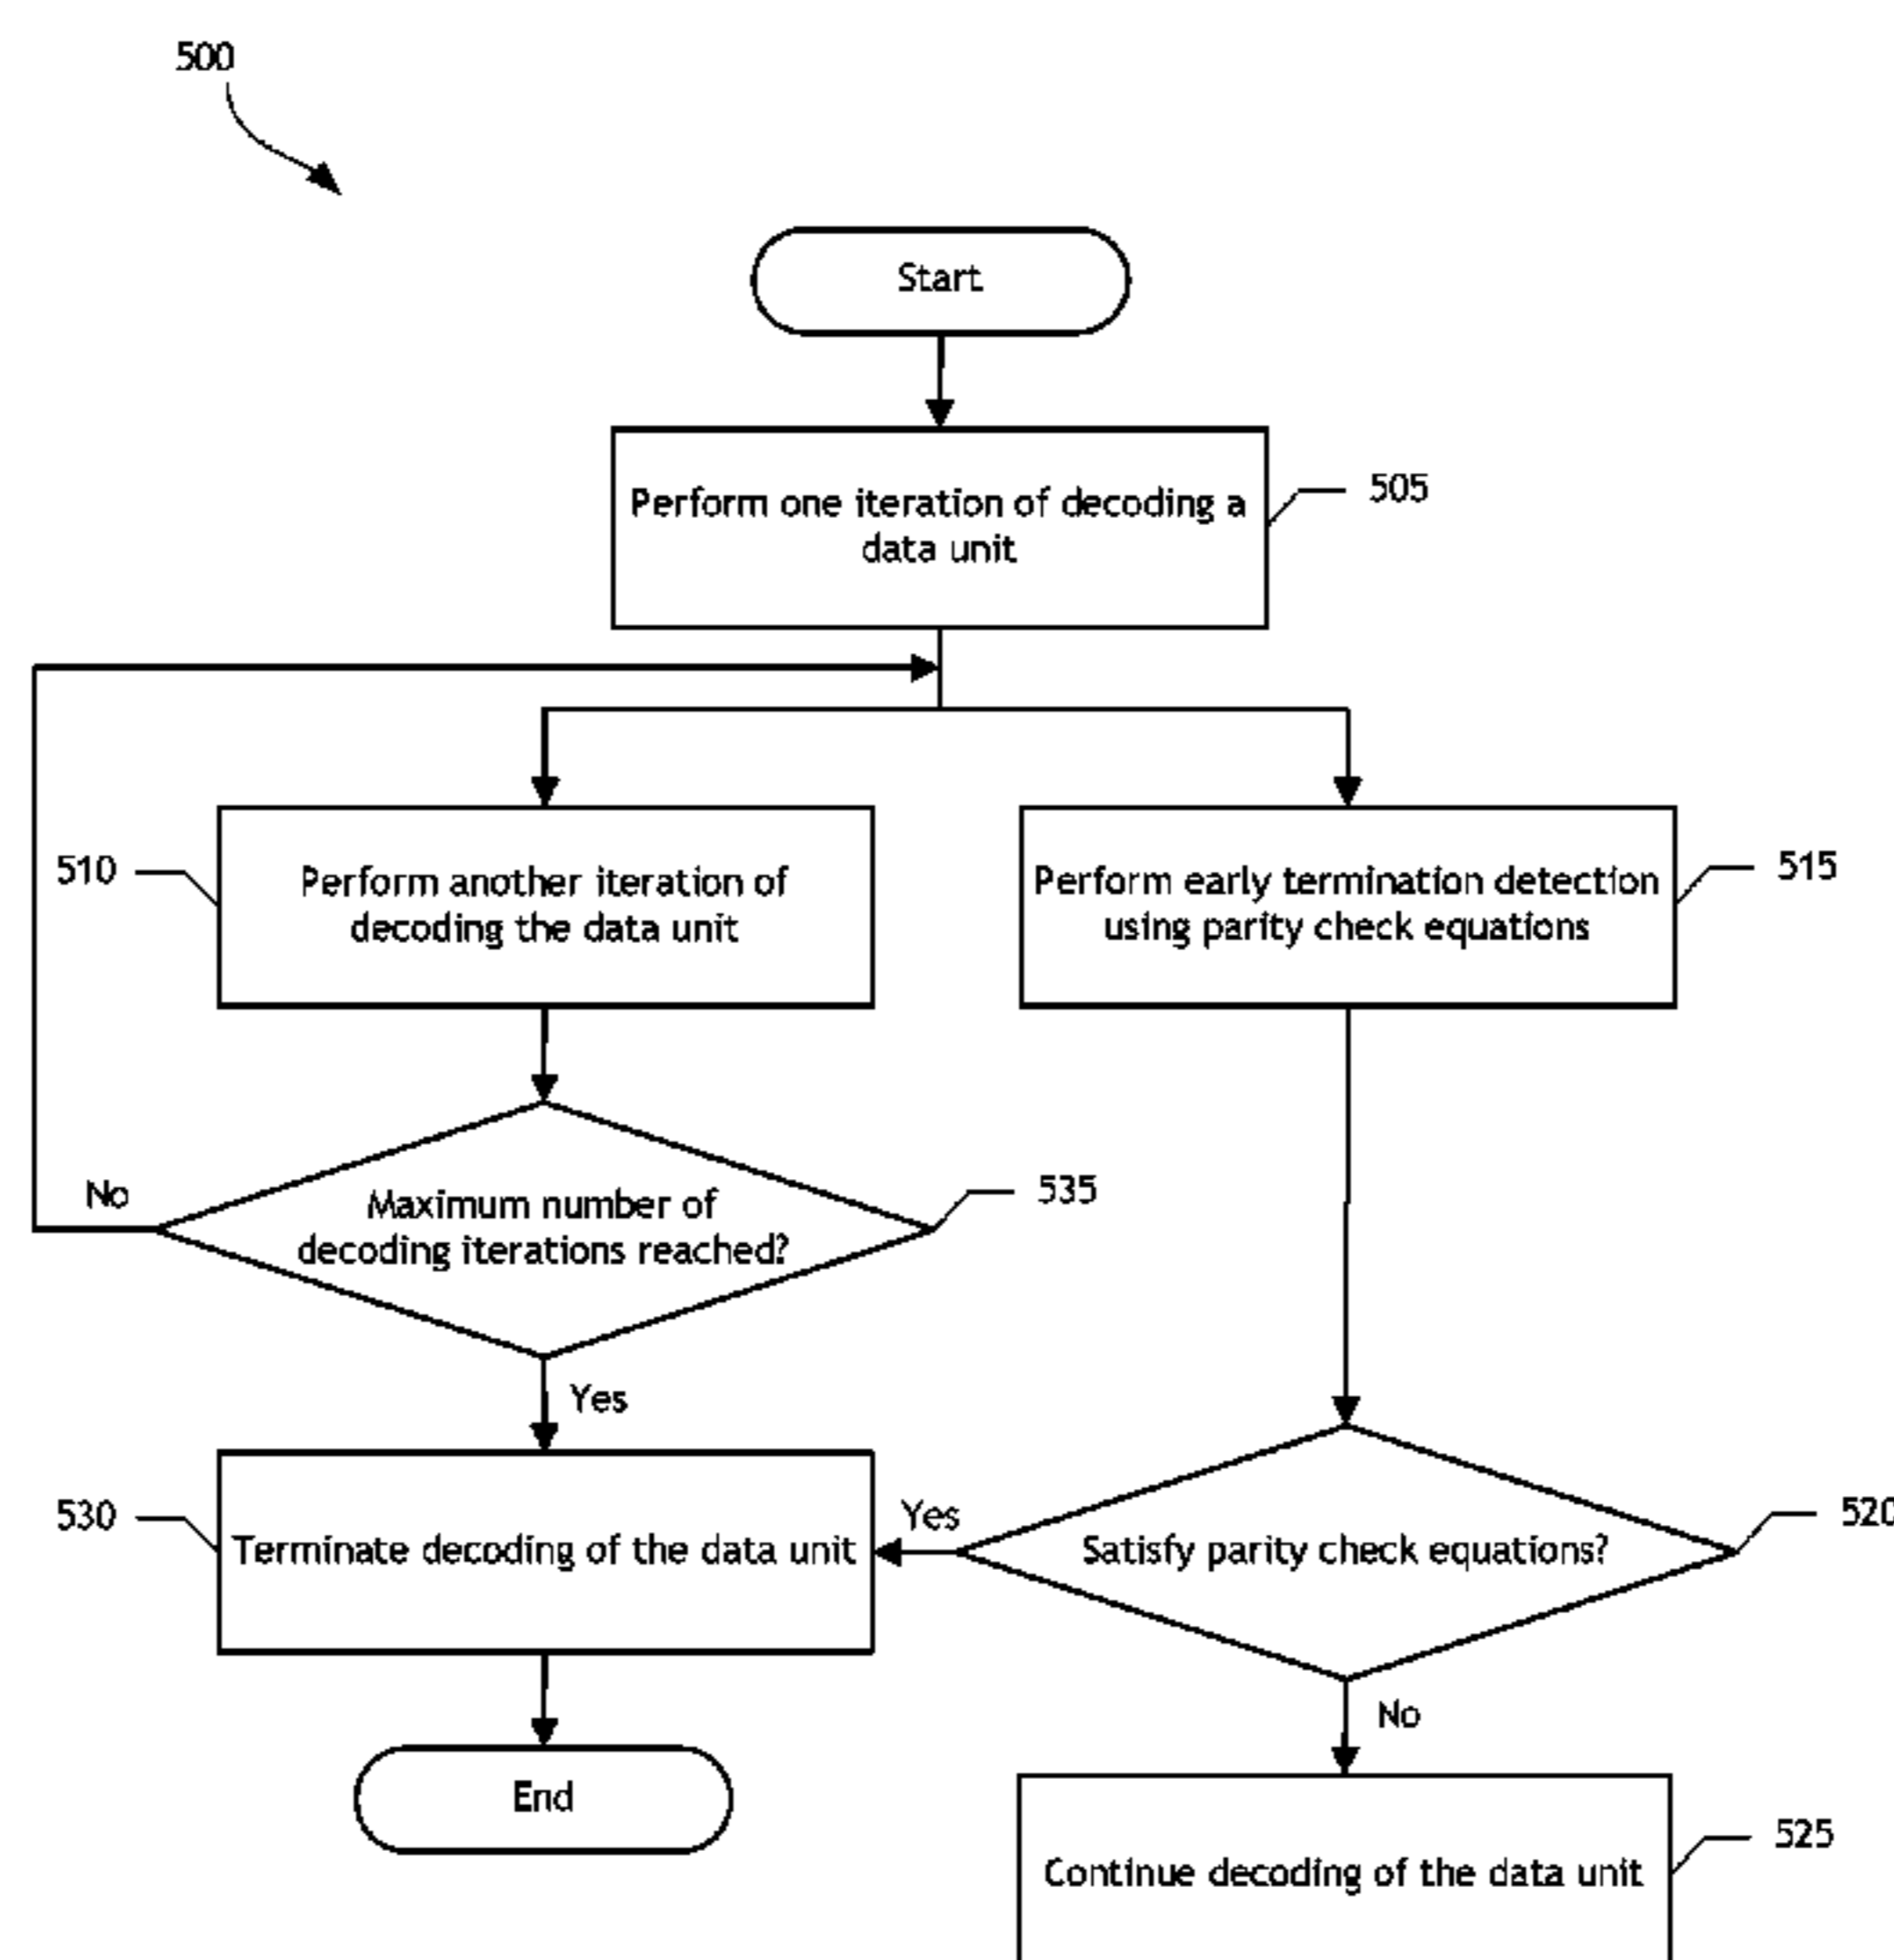 500
Start
Perform one iteration of decoding a
data unit
505
510
Perform another iteration of
decoding the data unit
Perform early termination detection
using parity check equations
515
No
Maximum number of
decoding iterations reached?
535
Yes
530
Terminate decoding of the data unit
Yes
Satisfy parity check equations?
520
No
End
Continue decoding of the data unit
525